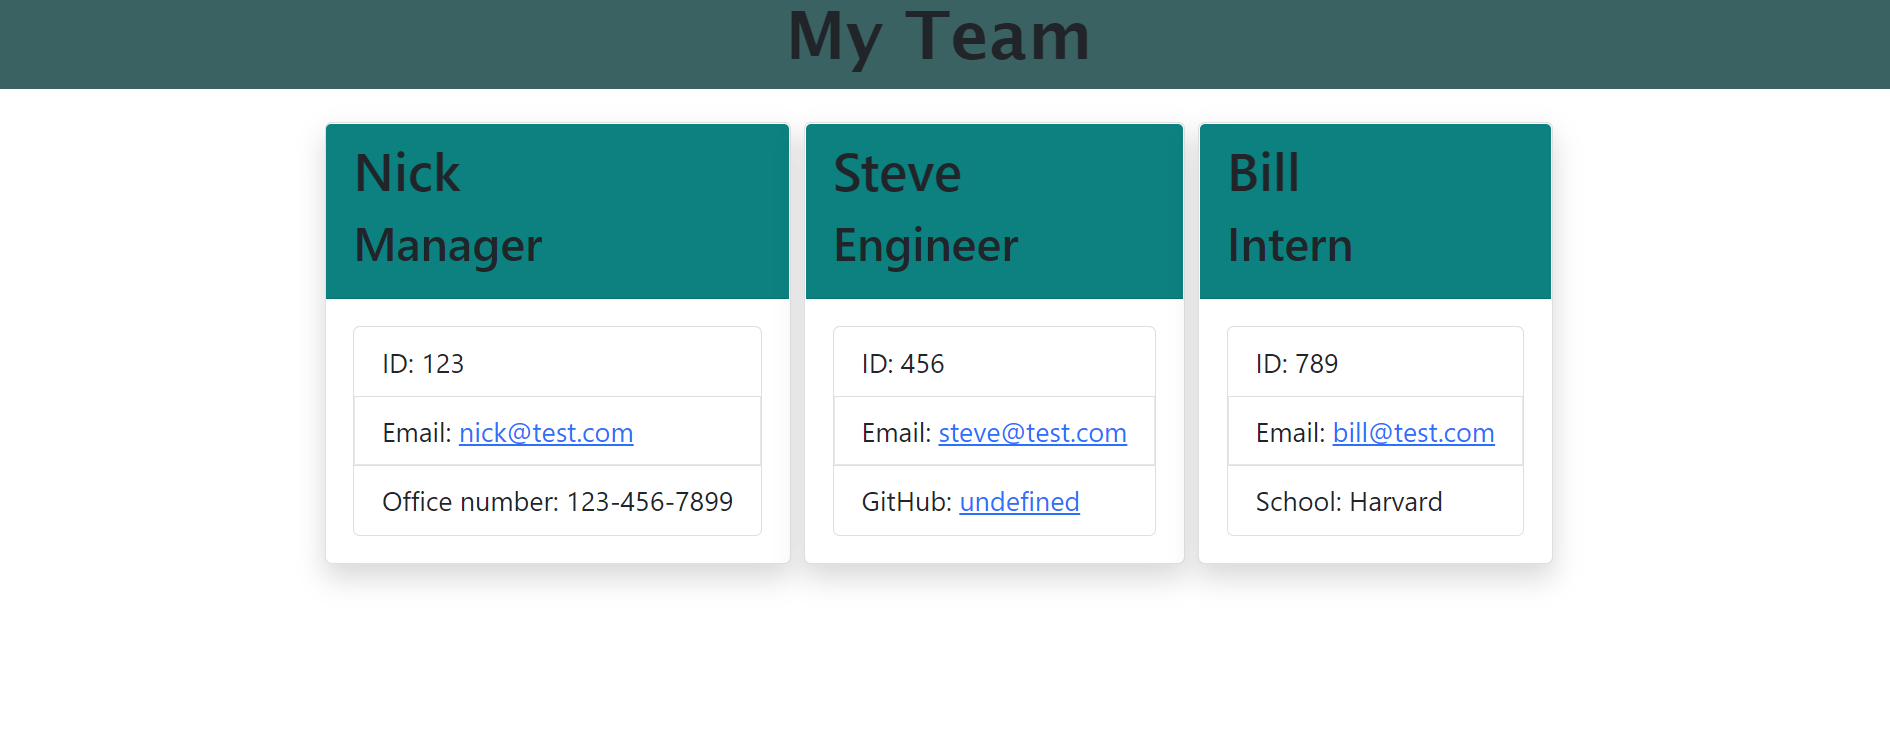 My Team
Nick
Manager
ID: 123
Email: nick@test.com
Office number: 123-456-7899
Steve
Engineer
ID: 456
Email: steve@test.com
GitHub: undefined
Bill
Intern
ID: 789
Email: bill@test.com
School: Harvard